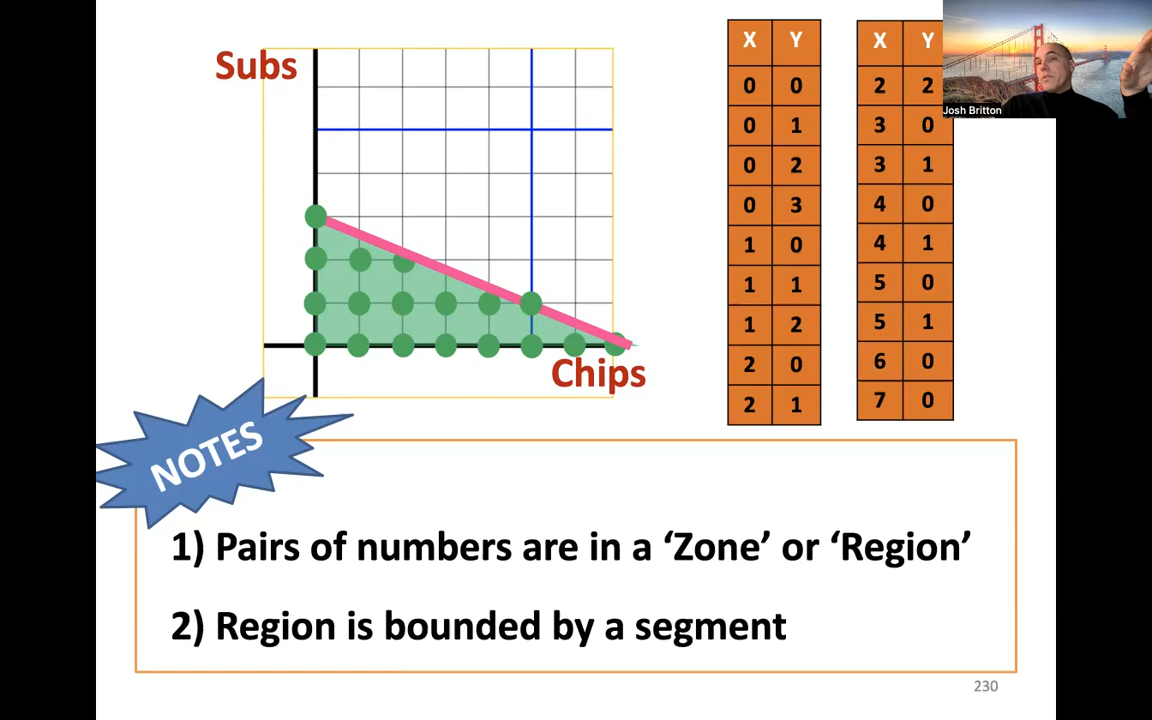 Subs
Chips
X Y
0 0
0 1
0 2
0 3
1 0
1 1
1 2
2 0
2 1
X Y
2 2
3 0
3 1
4 0
4 1
5 0
5 1
6 0
7 0
Josh Britton
NOTES
1) Pairs of numbers are in a ‘Zone’ or ‘Region’
2) Region is bounded by a segment
230